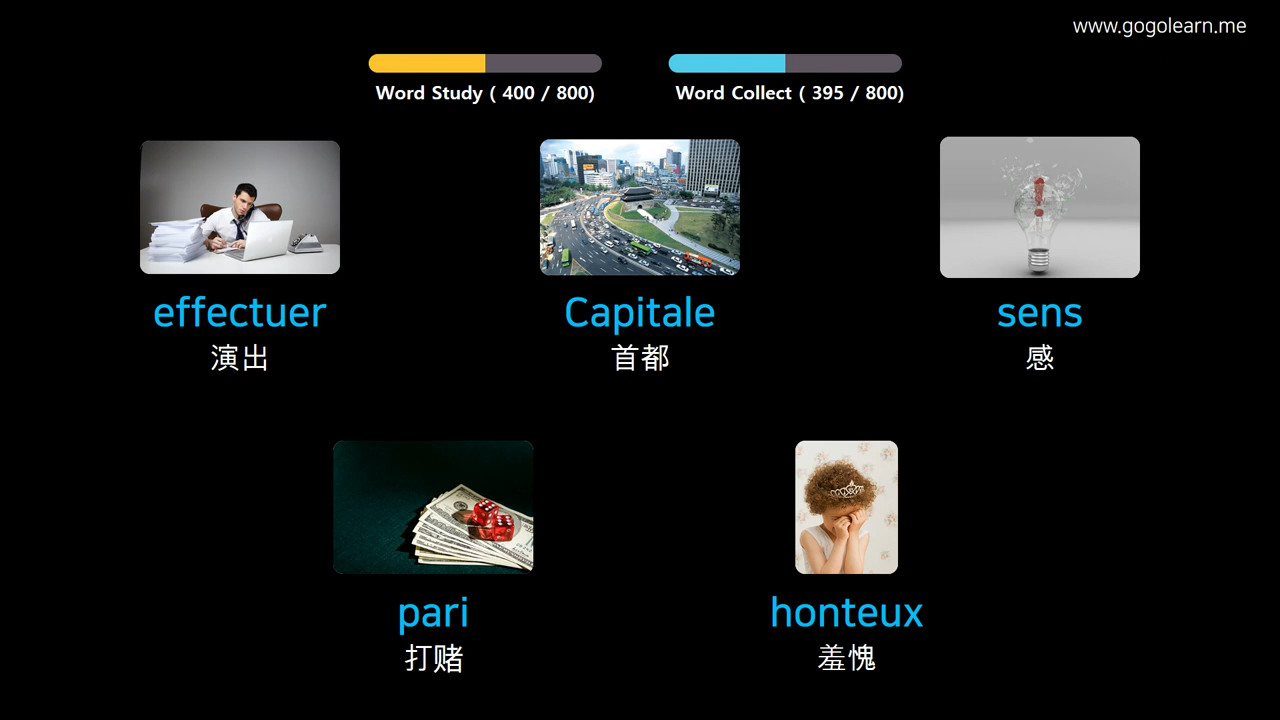 www.gogolearn.me
Word Study ( 400 / 800)
Word Collect ( 395 / 800)
effectuer
演出
Capitale
首都
sens
感
pari
打赌
honteux
羞愧